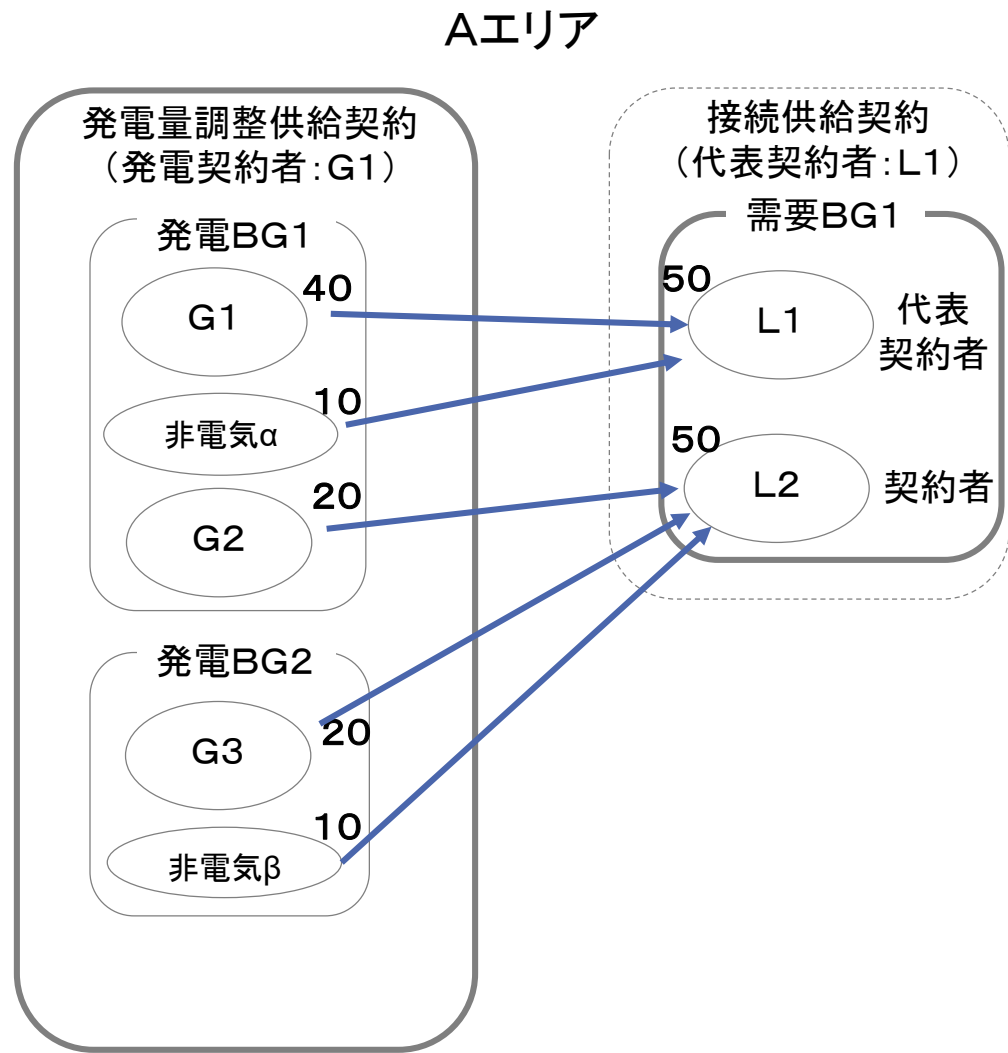 Aエリア
発電量調整供給契約
(発電契約者:G1)
発電BG1
G1
40
非電気α
10
G2
20
発電BG2
G3
20
非電気β
10
接続供給契約
(代表契約者:L1)
需要BG1
50
L1
代表
契約者
50
L2
契約者